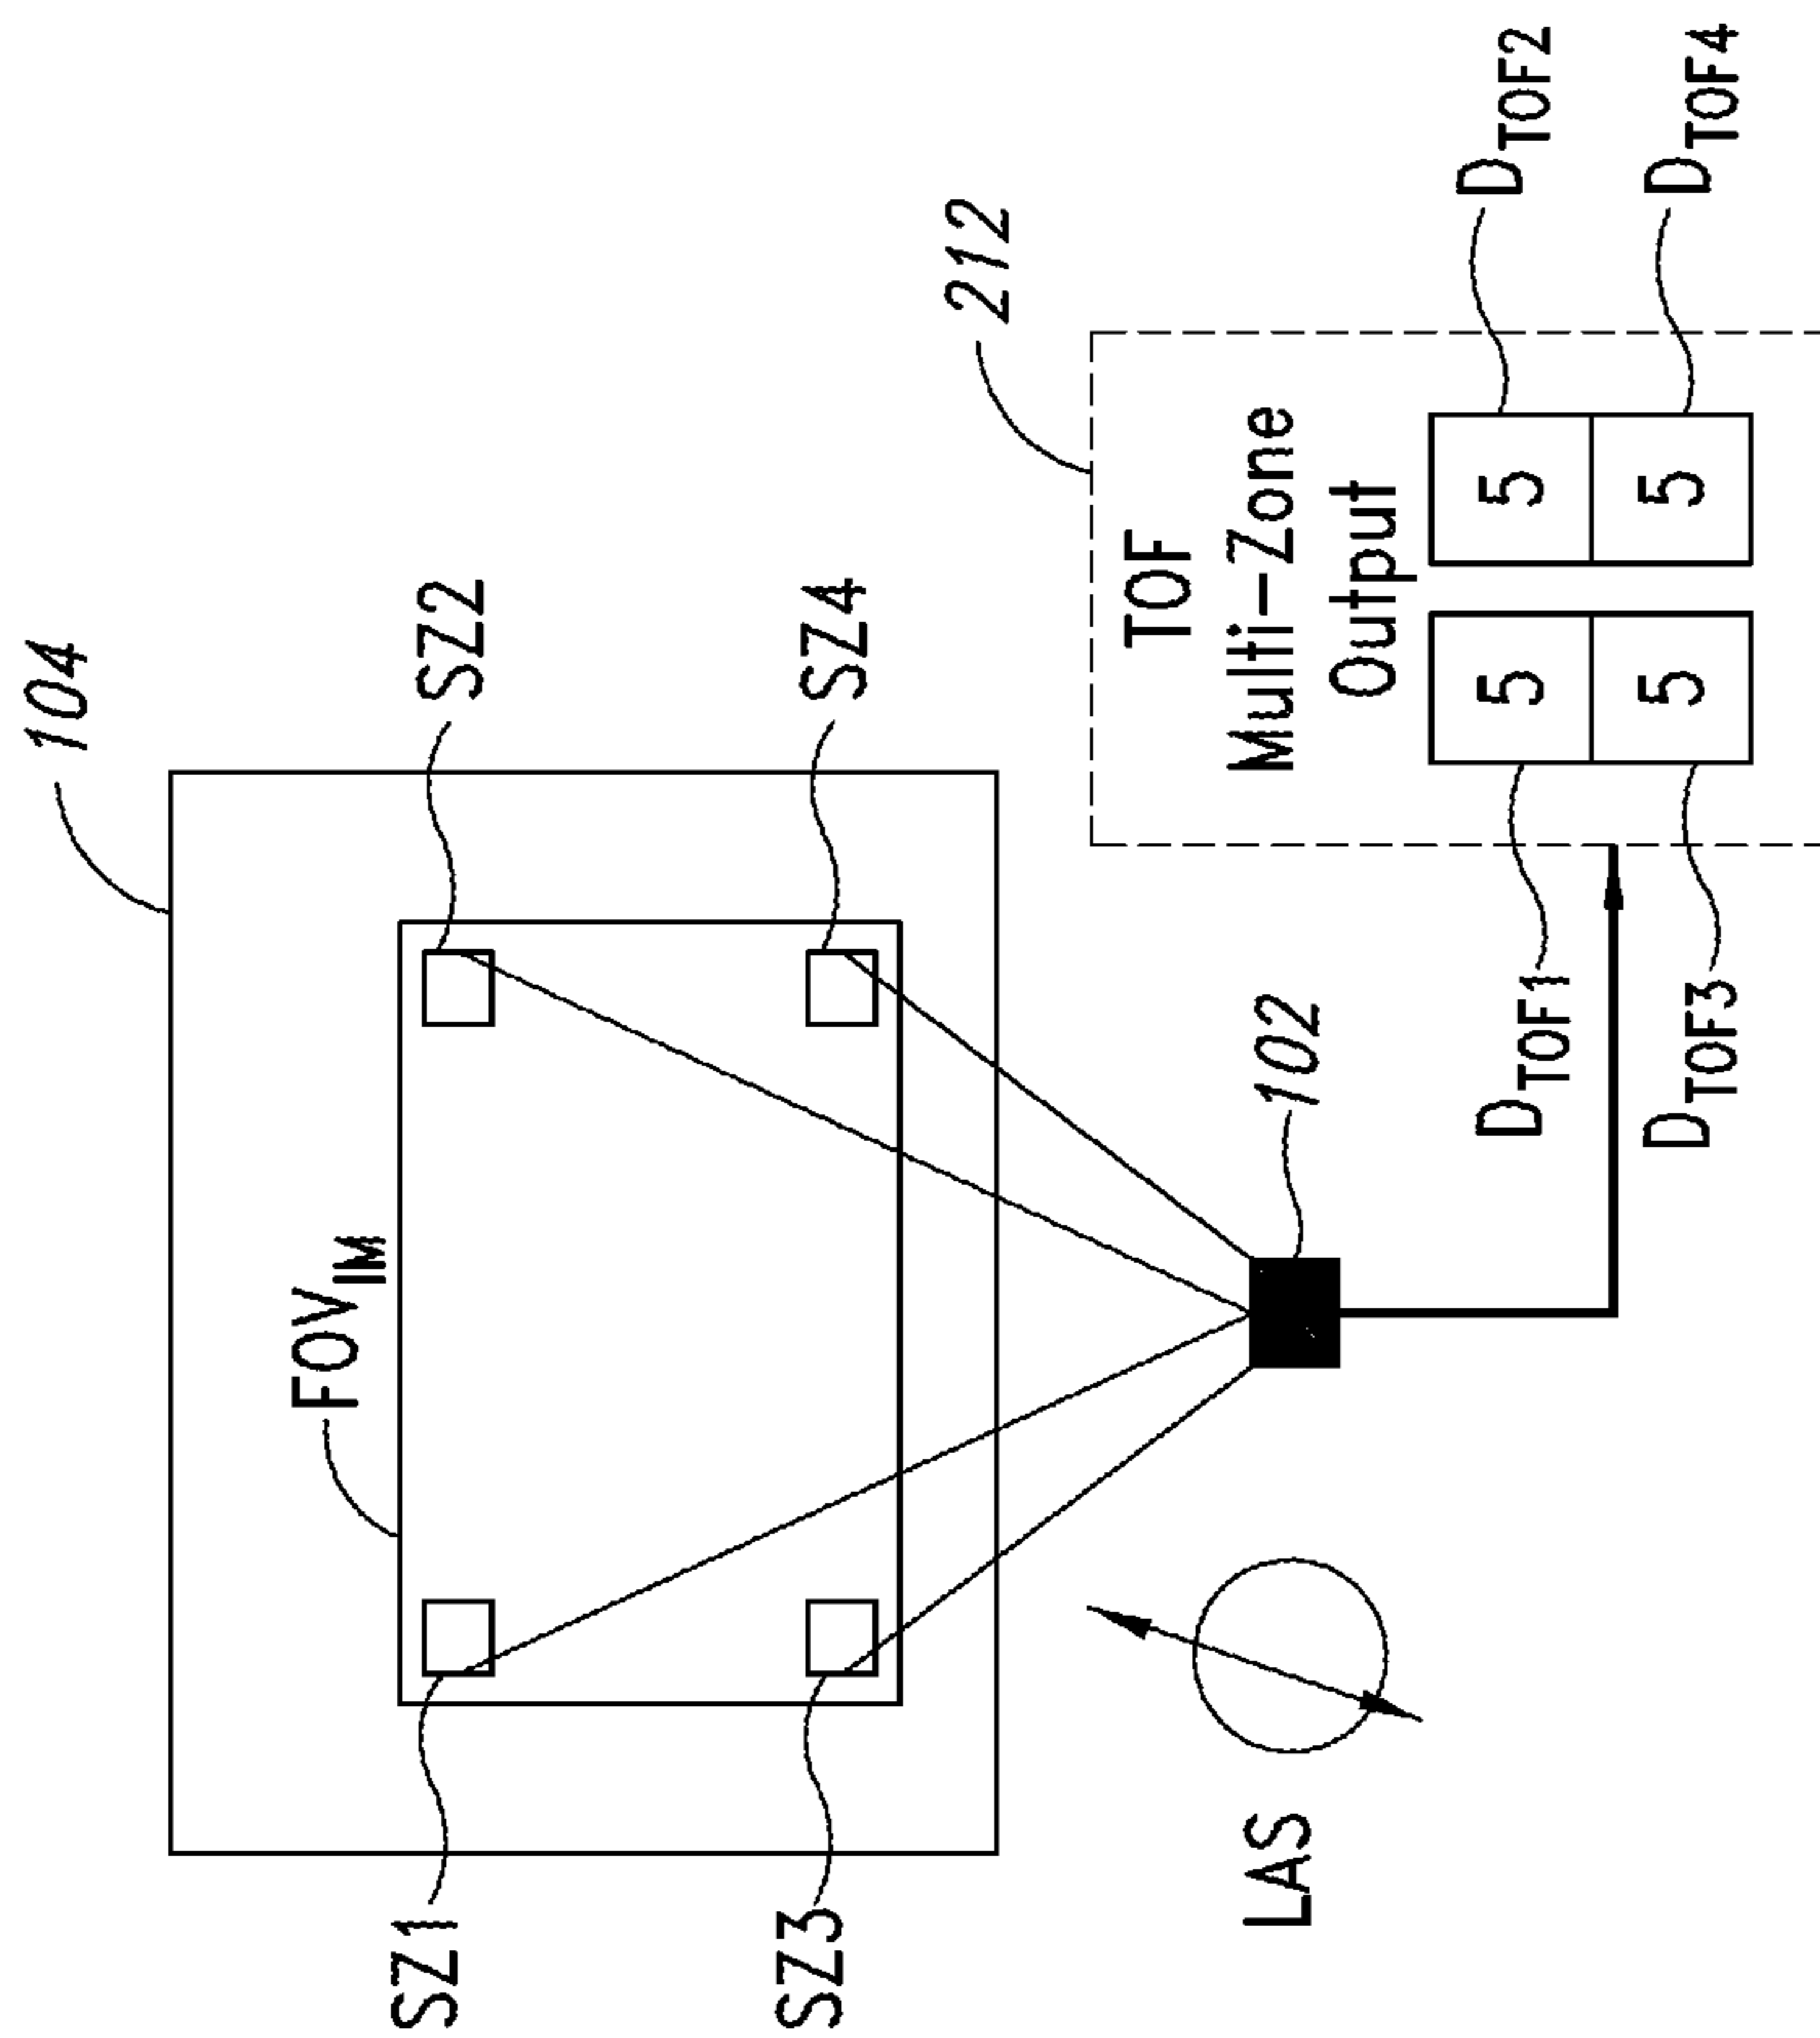 104
FOVIM
SZ1
SZ2
SZ3
SZ4
212
TOF
Multi-Zone
Output
LAS
102
DTOF1
5
5
DTOF2
DTOF3
5
5
DTOF4